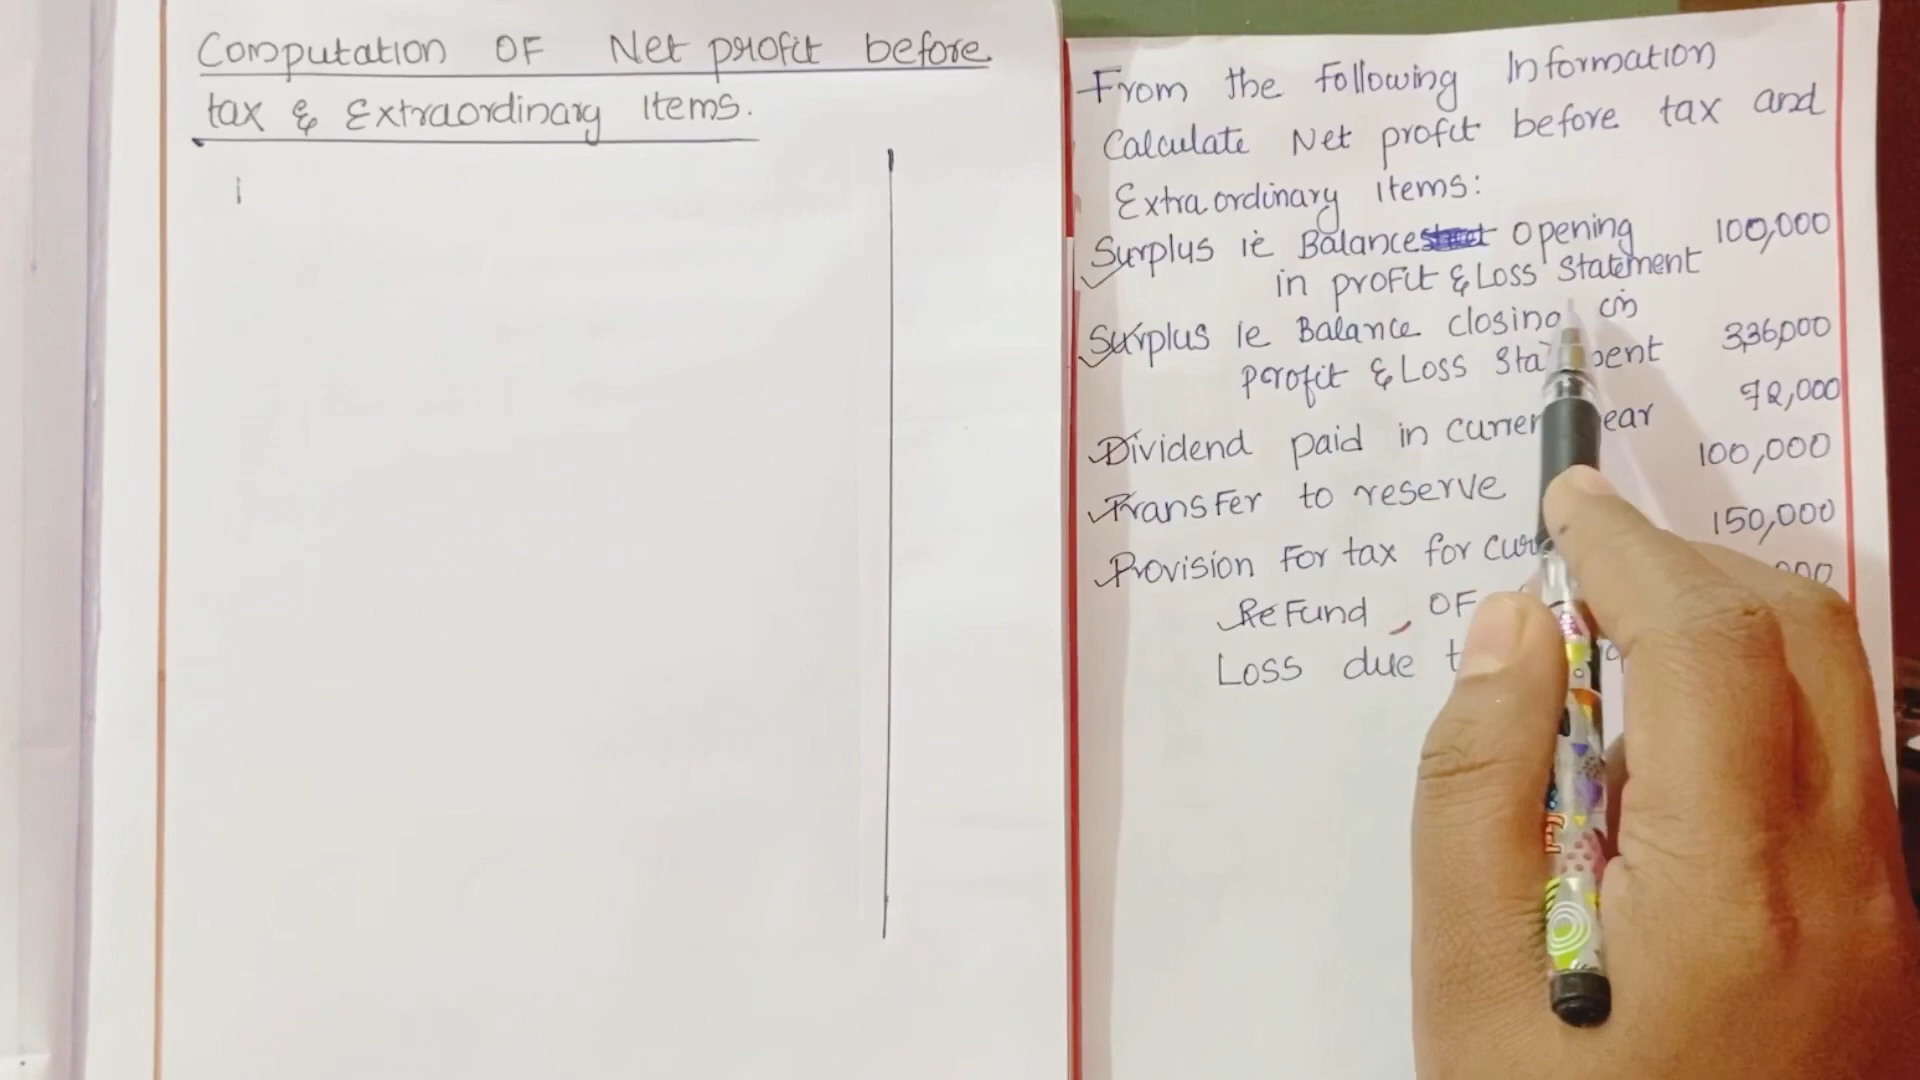 Computation OF Net profit before
tax & Extraordinary Items.
From the Following Information
Calculate Net profit before tax and
Extra ordinary items:
Surplus ie Balance Opening 100,000
in profit & Loss Statement
Surplus ie Balance closing in
profit & Loss 336,000
Dividend paid in 72,000
Transfer to reserve 100,000
Provision For tax for 150,000
Refund OF
Loss due